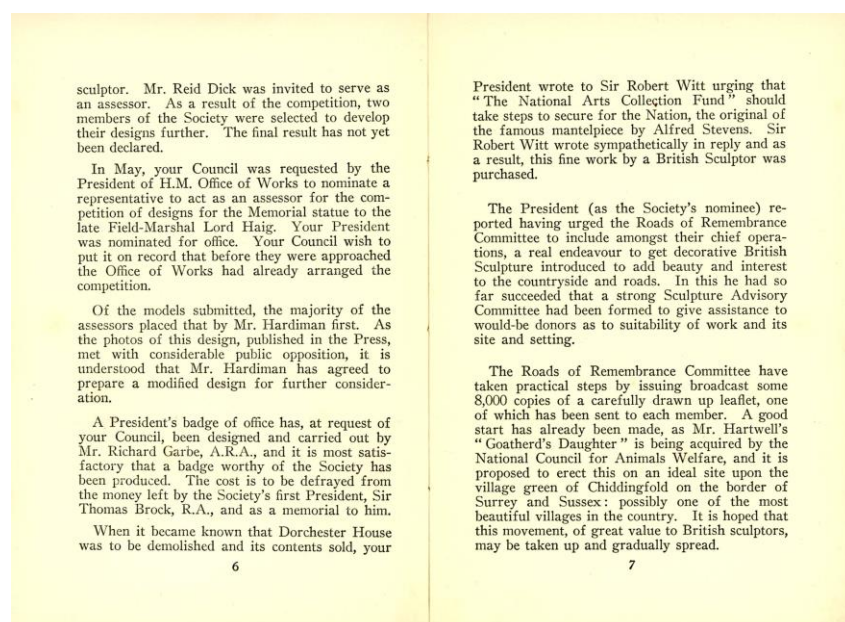 sculptor. Mr. Reid Dick was invited to serve as
an assessor. As a result of the competition, two
members of the Society were selected to develop
their designs further. The final result has not yet
been declared.
In May, your Council was requested by the
President of H.M. Office of Works to nominate a
representative to act as an assessor for the com-
petition of designs for the Memorial statue to the
late Field-Marshal Lord Haig. Your President
was nominated for office. Your Council wish to
put it on record that before they were approached
the Office of Works had already arranged the
competition.
Of the models submitted, the majority of the
assessors placed that by Mr. Hardiman first. As
the photos of this design, published in the Press,
met with considerable public opposition, it is
understood that Mr. Hardiman has agreed to
prepare a modified design for further consider-
ation.
A President's badge of office has, at request of
your Council, been designed and carried out by
Mr. Richard Garbe, A.R.A., and it is most satis-
factory that a badge worthy of the Society has
been produced. The cost is to be defrayed from
the money left by the Society's first President, Sir
Thomas Brock, R.A., and as a memorial to him.
When it became known that Dorchester House
was to be demolished and its contents sold, your
6
President wrote to Sir Robert Witt urging that
" The National Arts Collection Fund " should
take steps to secure for the Nation, the original of
the famous mantelpiece by Alfred Stevens. Sir
Robert Witt wrote sympathetically in reply and as
a result, this fine work by a British Sculptor was
purchased.
The President (as the Society's nominee) re-
ported having urged the Roads of Remembrance
Committee to include amongst their chief opera-
tions, a real endeavour to get decorative British
Sculpture introduced to add beauty and interest
to the countryside and roads. In this he had so
far succeeded that a strong Sculpture Advisory
Committee had been formed to give assistance to
would-be donors as to suitability of work and its
site and setting.
The Roads of Remembrance Committee have
taken practical steps by issuing broadcast some
8,000 copies of a carefully drawn up leaflet, one
of which has been sent to each member. A good
start has already been made, as Mr. Hartwell's
" Goatherd's Daughter " is being acquired by the
National Council for Animals Welfare, and it is
proposed to erect this on an ideal site upon the
village green of Chiddingfold on the border of
Surrey and Sussex : possibly one of the most
beautiful villages in the country. It is hoped that
this movement, of great value to British sculptors,
may be taken up and gradually spread.
7